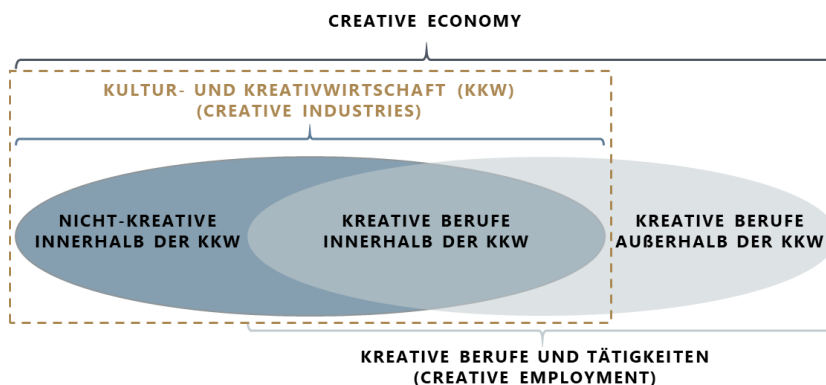 CREATIVE ECONOMY
KULTUR- UND KREATIVWIRTSCHAFT (KKW)
(CREATIVE INDUSTRIES)
NICHT-KREATIVE
INNERHALB DER KKW
KREATIVE BERUFE
INNERHALB DER KKW
KREATIVE BERUFE
AUßERHALB DER KKW
KREATIVE BERUFE UND TÄTIGKEITEN
(CREATIVE EMPLOYMENT)